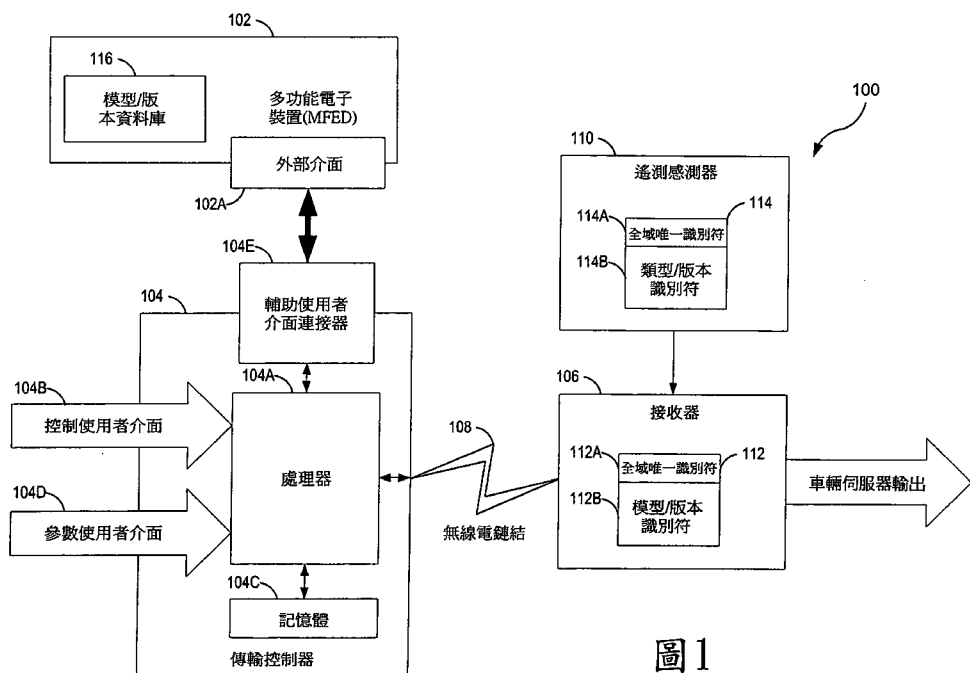 102
116
模型/版
本資料庫
多功能電子
裝置(MFED)
外部介面
102A
100
110
遙測感測器
114A
114
全域唯一識別符
114B
類型/版本
識別符
104E
104
輔助使用者
介面連接器
104A
104B
控制使用者介面
處理器
104D
參數使用者介面
108
無線電鏈結
106
接收器
112A
112
全域唯一識別符
112B
模型/版本
識別符
車輛伺服器輸出
104C
記憶體
傳輸控制器
圖1